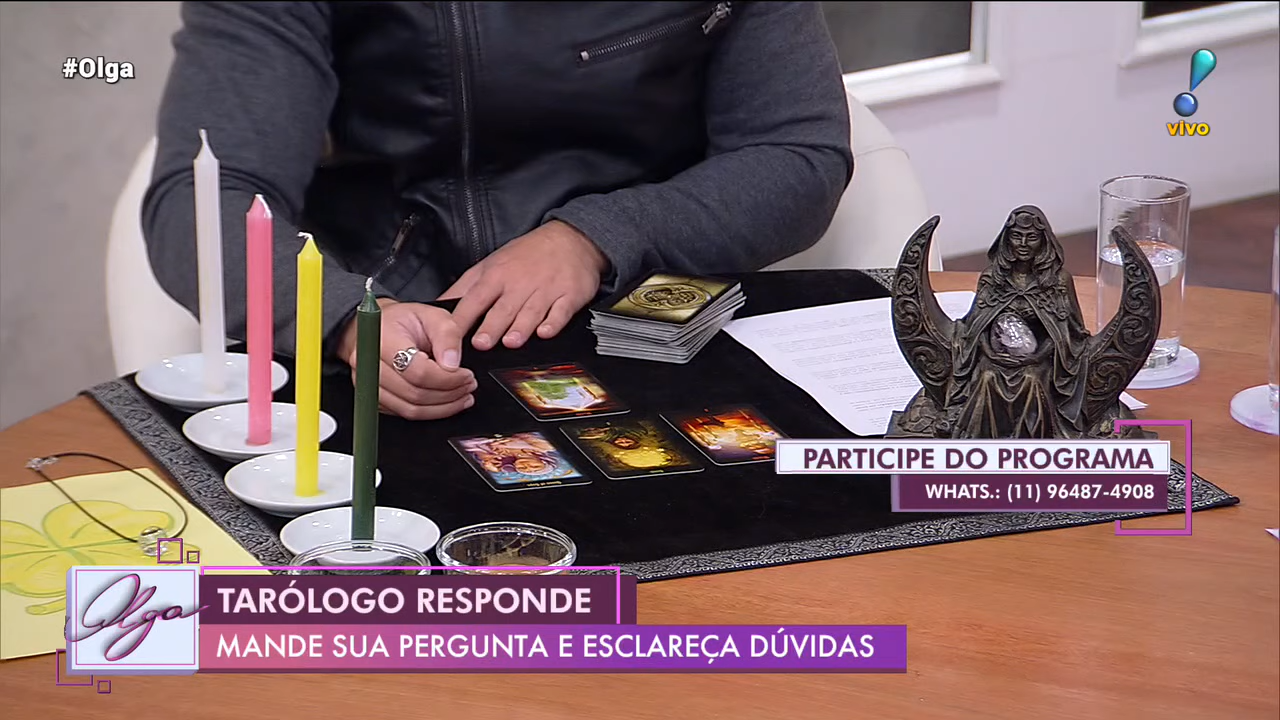 #Olga
vivo
PARTICIPE DO PROGRAMA
WHATS.: (11) 96487-4908
Olga
TARÓLOGO RESPONDE
MANDE SUA PERGUNTA E ESCLAREÇA DÚVIDAS